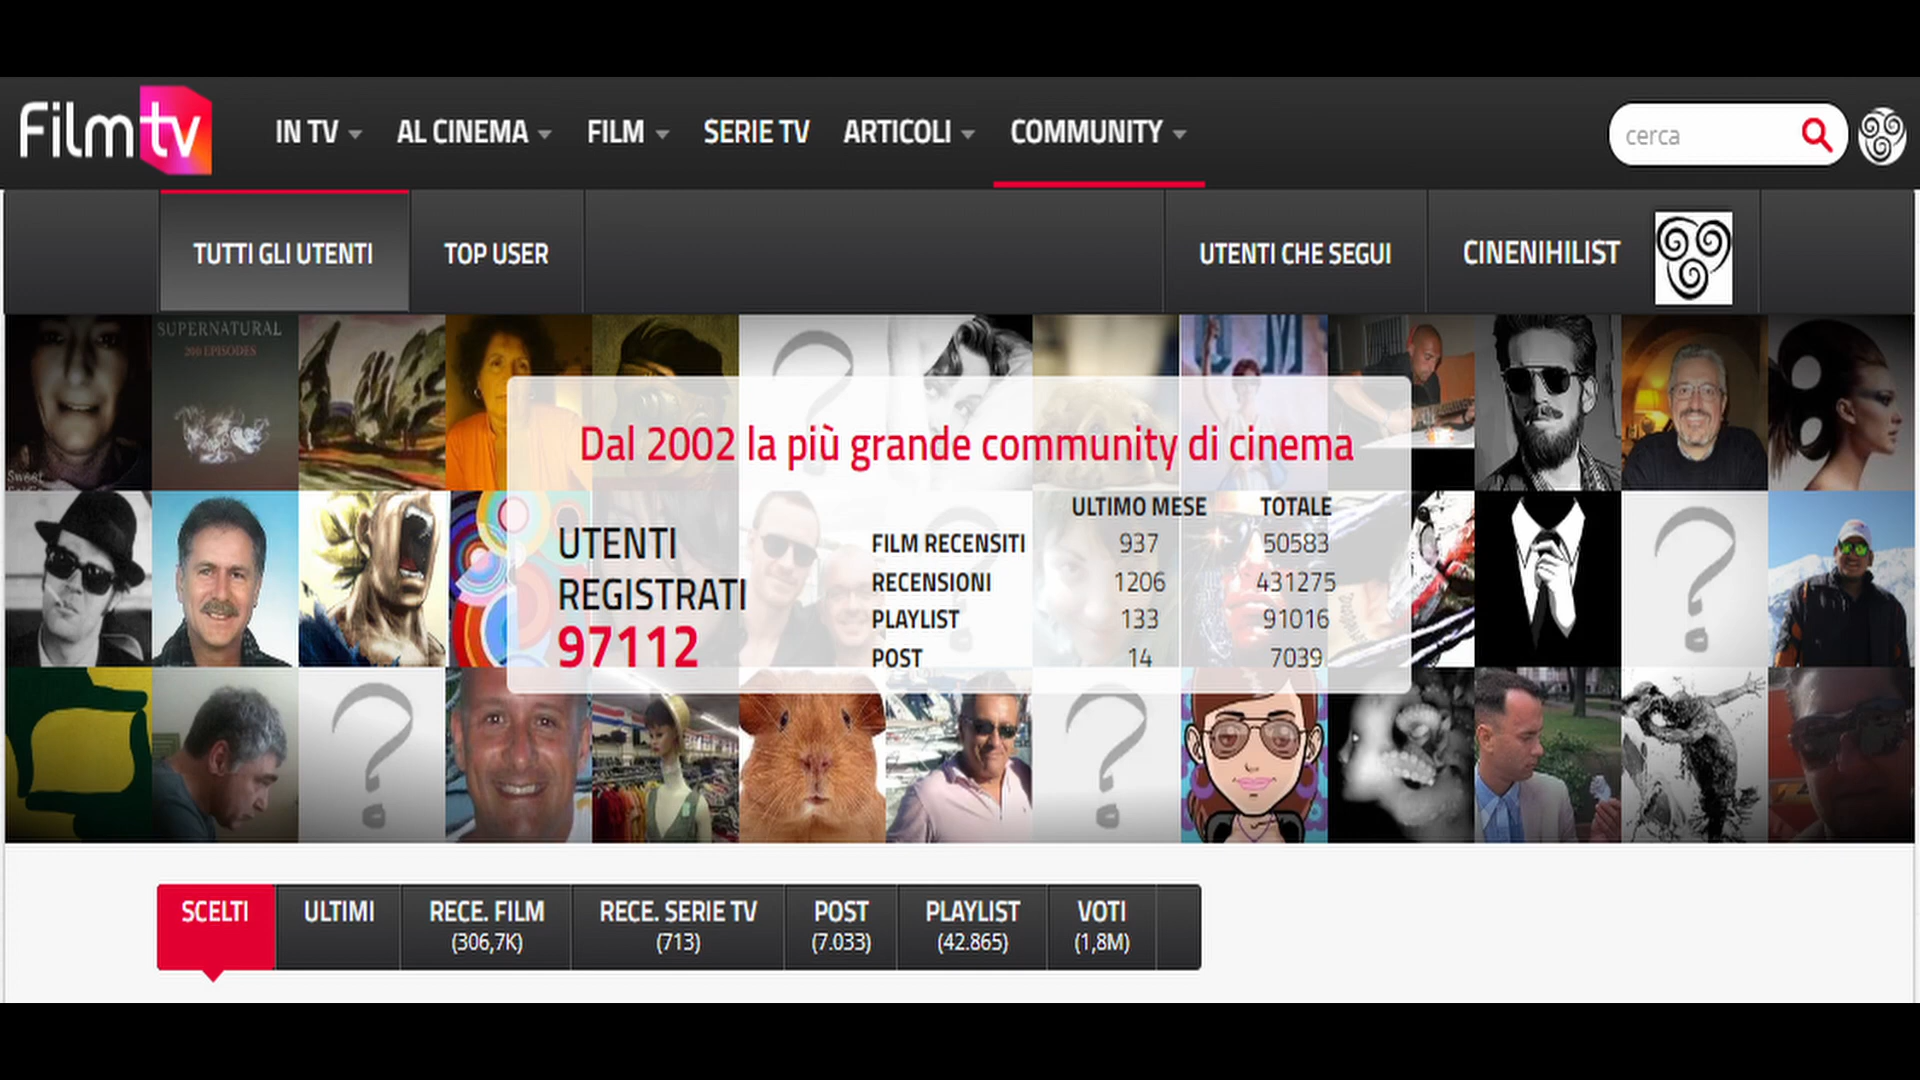 Filmtv
IN TV
AL CINEMA
FILM
SERIE TV
ARTICOLI
COMMUNITY
cerca
TUTTI GLI UTENTI
TOP USER
UTENTI CHE SEGUI
CINENIHILIST
SUPERNATURAL
200 EPISODES
Sweet
Dal 2002 la più grande community di cinema
UTENTI
REGISTRATI
97112
ULTIMO MESE TOTALE
FILM RECENSITI 937 50583
RECENSIONI 1206 431275
PLAYLIST 133 91016
POST 14 7039
SCELTI
ULTIMI
RECE. FILM
(306,7K)
RECE. SERIE TV
(713)
POST
(7.033)
PLAYLIST
(42.865)
VOTI
(1,8M)